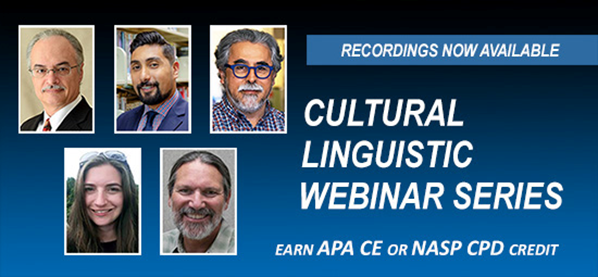 RECORDINGS NOW AVAILABLE
CULTURAL
LINGUISTIC
WEBINAR SERIES
EARN APA CE OR NASP CPD CREDIT